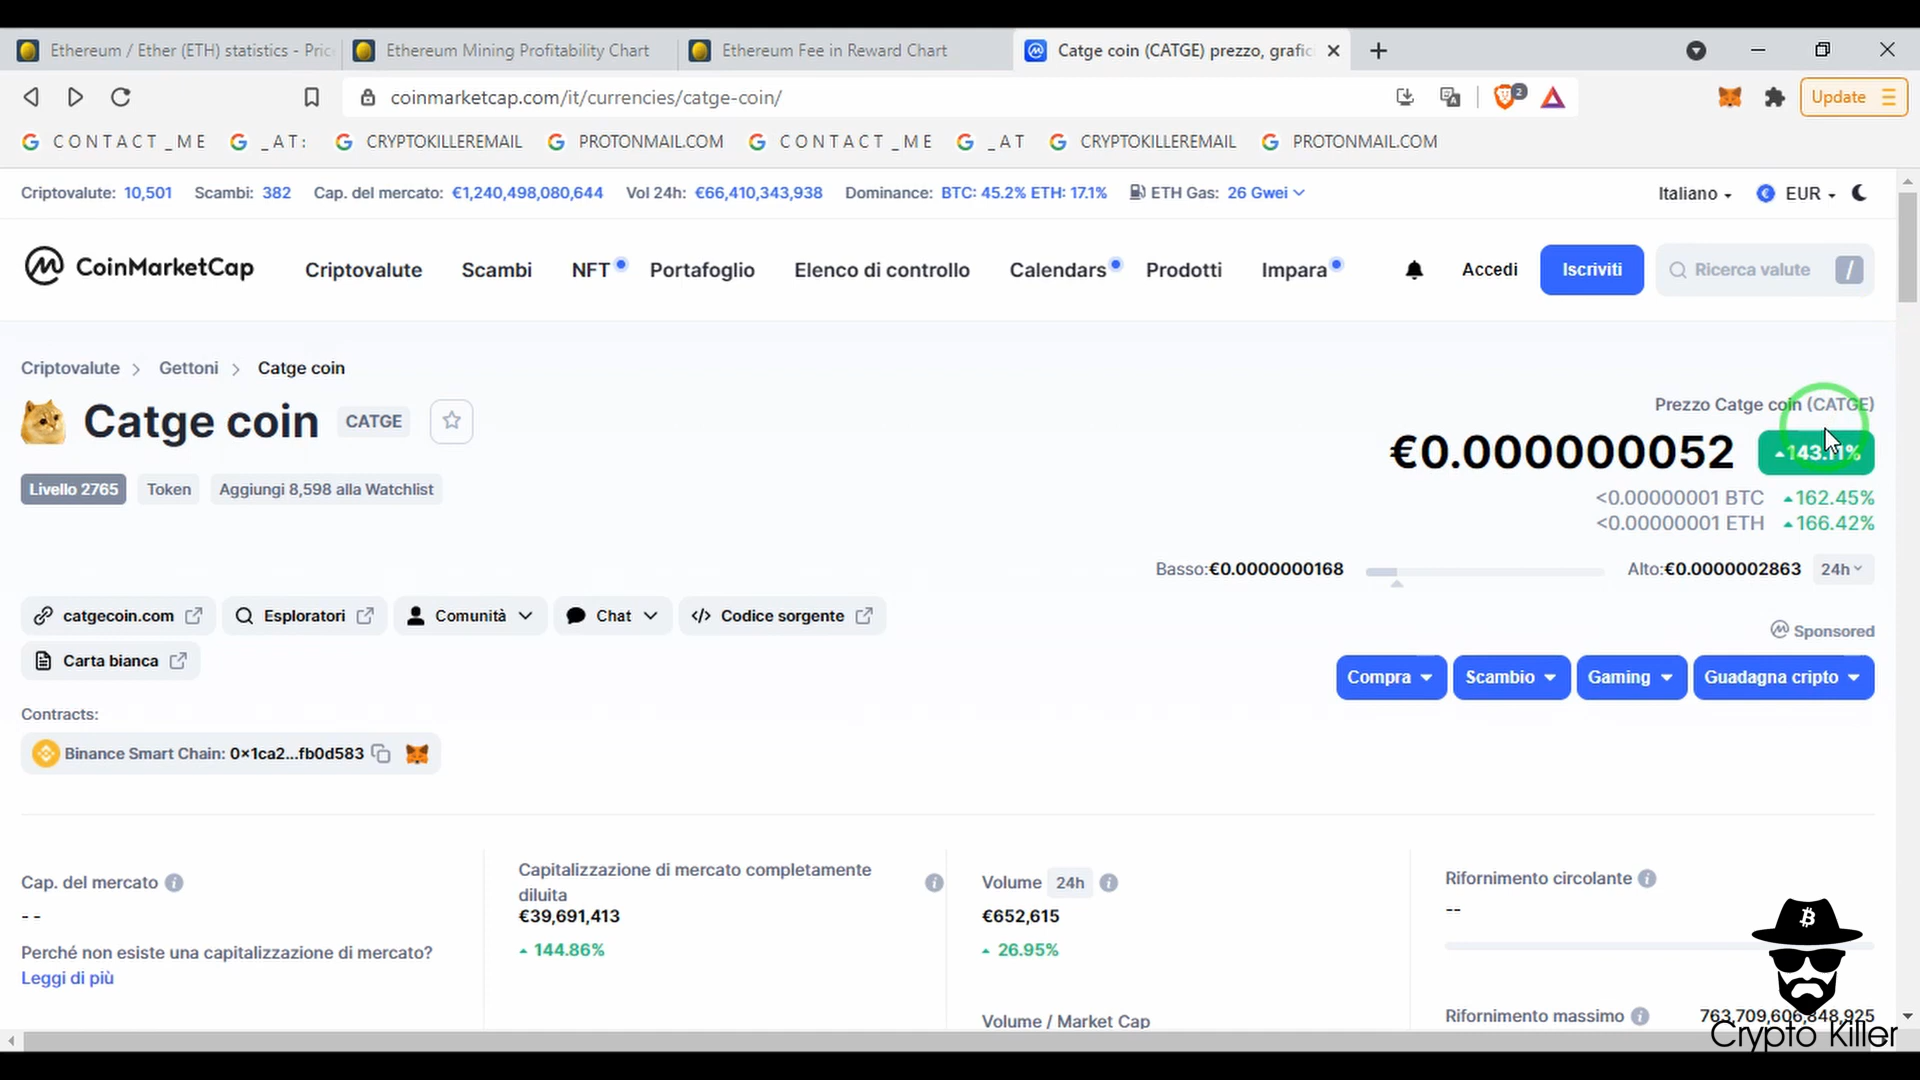 Ethereum / Ether (ETH) statistics - Pric
Ethereum Mining Profitability Chart
Ethereum Fee in Reward Chart
Catge coin (CATGE) prezzo, grafic
coinmarketcap.com/it/currencies/catge-coin/
2
Update
C O N T A C T _ M E
_ A T :
CRYPTOKILLEREMAIL
PROTONMAIL.COM
C O N T A C T _ M E
_ A T
CRYPTOKILLEREMAIL
PROTONMAIL.COM
Criptovalute: 10,501 Scambi: 382 Cap. del mercato: €1,240,498,080,644 Vol 24h: €66,410,343,938 Dominance: BTC: 45.2% ETH: 17.1% ETH Gas: 26 Gwei
Italiano
EUR
CoinMarketCap
Criptovalute Scambi NFT Portafoglio Elenco di controllo Calendars Prodotti Impara
Accedi
Iscriviti
Ricerca valute /
Criptovalute > Gettoni > Catge coin
Catge coin CATGE
Livello 2765 Token Aggiungi 8,598 alla Watchlist
Prezzo Catge coin (CATGE)
€0.000000052 143.11%
<0.00000001 BTC 162.45%
<0.00000001 ETH 166.42%
Basso:€0.0000000168 Alto:€0.0000002863 24h
catgecoin.com Esploratori Comunità Chat </> Codice sorgente
Carta bianca
Sponsored
Compra Scambio Gaming Guadagna cripto
Contracts:
Binance Smart Chain: 0x1ca2...fb0d583
Cap. del mercato
- -
Perché non esiste una capitalizzazione di mercato?
Leggi di più
Capitalizzazione di mercato completamente
diluita
€39,691,413
144.86%
Volume 24h
€652,615
26.95%
Volume / Market Cap
Rifornimento circolante
--
Rifornimento massimo 763,709,606,848,925
Crypto Killer